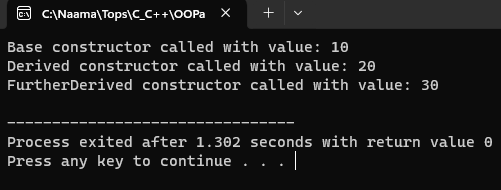 C:\Naama\Tops\C_C++\OOPa
Base constructor called with value: 10
Derived constructor called with value: 20
FurtherDerived constructor called with value: 30
--------------------------------
Process exited after 1.302 seconds with return value 0
Press any key to continue . . .